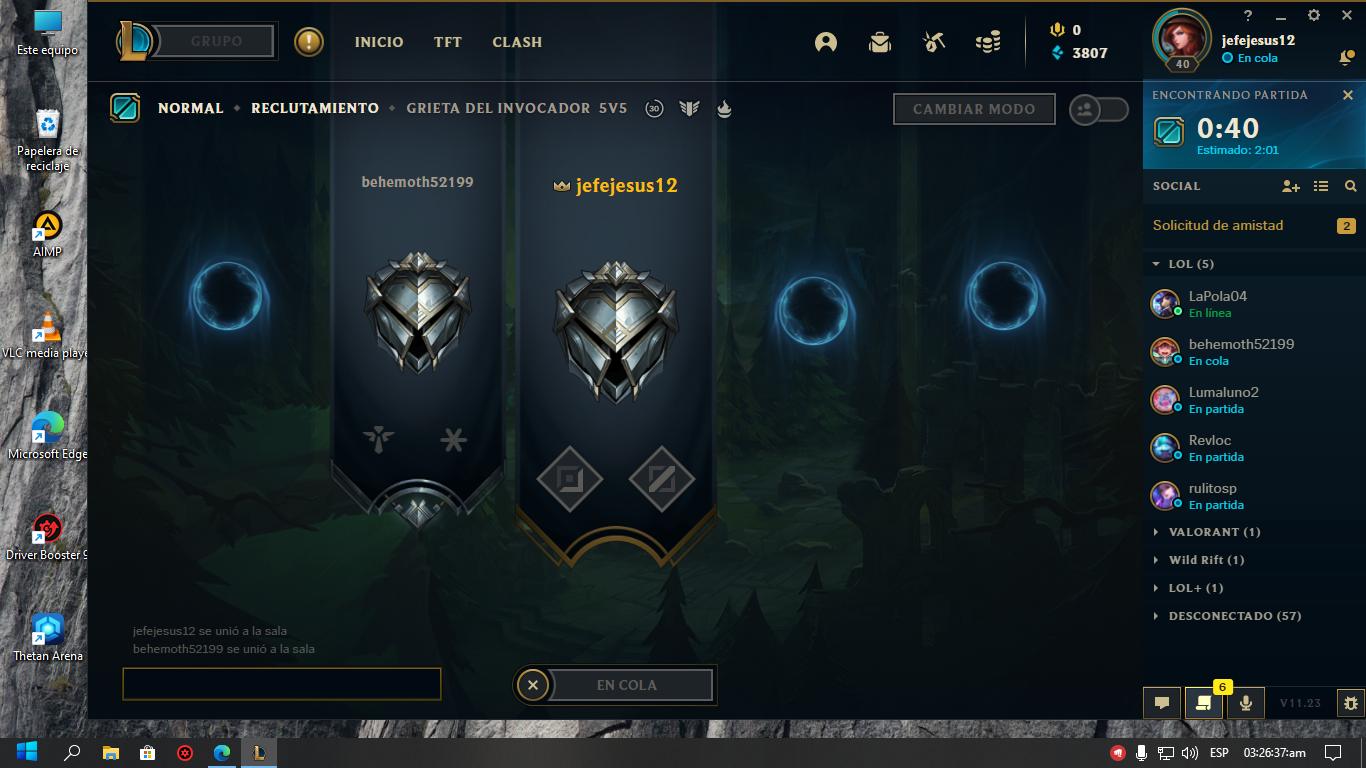 Este equipo
Papelera de
reciclaje
AIMP
VLC media playe
Microsoft Edge
Driver Booster 9
Thetan Arena
GRUPO
INICIO
TFT
CLASH
0
3807
40
jefejesus12
En cola
NORMAL
RECLUTAMIENTO
GRIETA DEL INVOCADOR 5V5
30
CAMBIAR MODO
ENCONTRANDO PARTIDA
0:40
Estimado: 2:01
behemoth52199
jefejesus12
SOCIAL
Solicitud de amistad
2
LOL (5)
LaPola04
En línea
behemoth52199
En cola
Lumaluno2
En partida
Revloc
En partida
rulitosp
En partida
VALORANT (1)
Wild Rift (1)
LOL+ (1)
DESCONECTADO (57)
jefejesus12 se unió a la sala
behemoth52199 se unió a la sala
EN COLA
6
V11.23
ESP
03:26:37:am